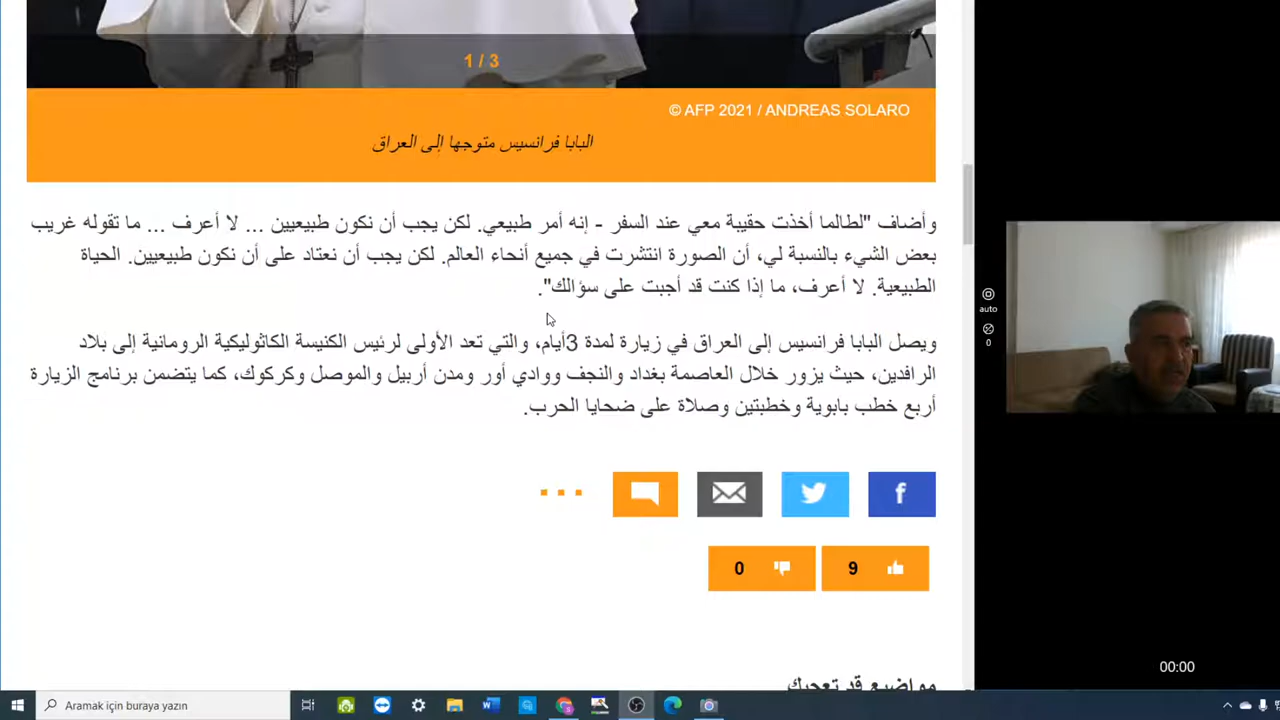 1 / 3
© AFP 2021 / ANDREAS SOLARO
البابا فرانسيس متوجها إلى العراق
وأضاف "لطالما أخذت حقيبة معي عند السفر - إنه أمر طبيعي. لكن يجب أن نكون طبيعيين ... لا أعرف ... ما تقوله غريب
بعض الشيء بالنسبة لي، أن الصورة انتشرت في جميع أنحاء العالم. لكن يجب أن نعتاد على أن نكون طبيعيين. الحياة
الطبيعية. لا أعرف، ما إذا كنت قد أجبت على سؤالك".
ويصل البابا فرانسيس إلى العراق في زيارة لمدة 3أيام، والتي تعد الأولى لرئيس الكنيسة الكاثوليكية الرومانية إلى بلاد
الرافدين، حيث يزور خلال العاصمة بغداد والنجف ووادي أور ومدن أربيل والموصل وكركوك، كما يتضمن برنامج الزيارة
أربع خطب بابوية وخطبتين وصلاة على ضحايا الحرب.
auto
0
0
9
00:00
مواضيع قد تعجبك
Aramak için buraya yazın